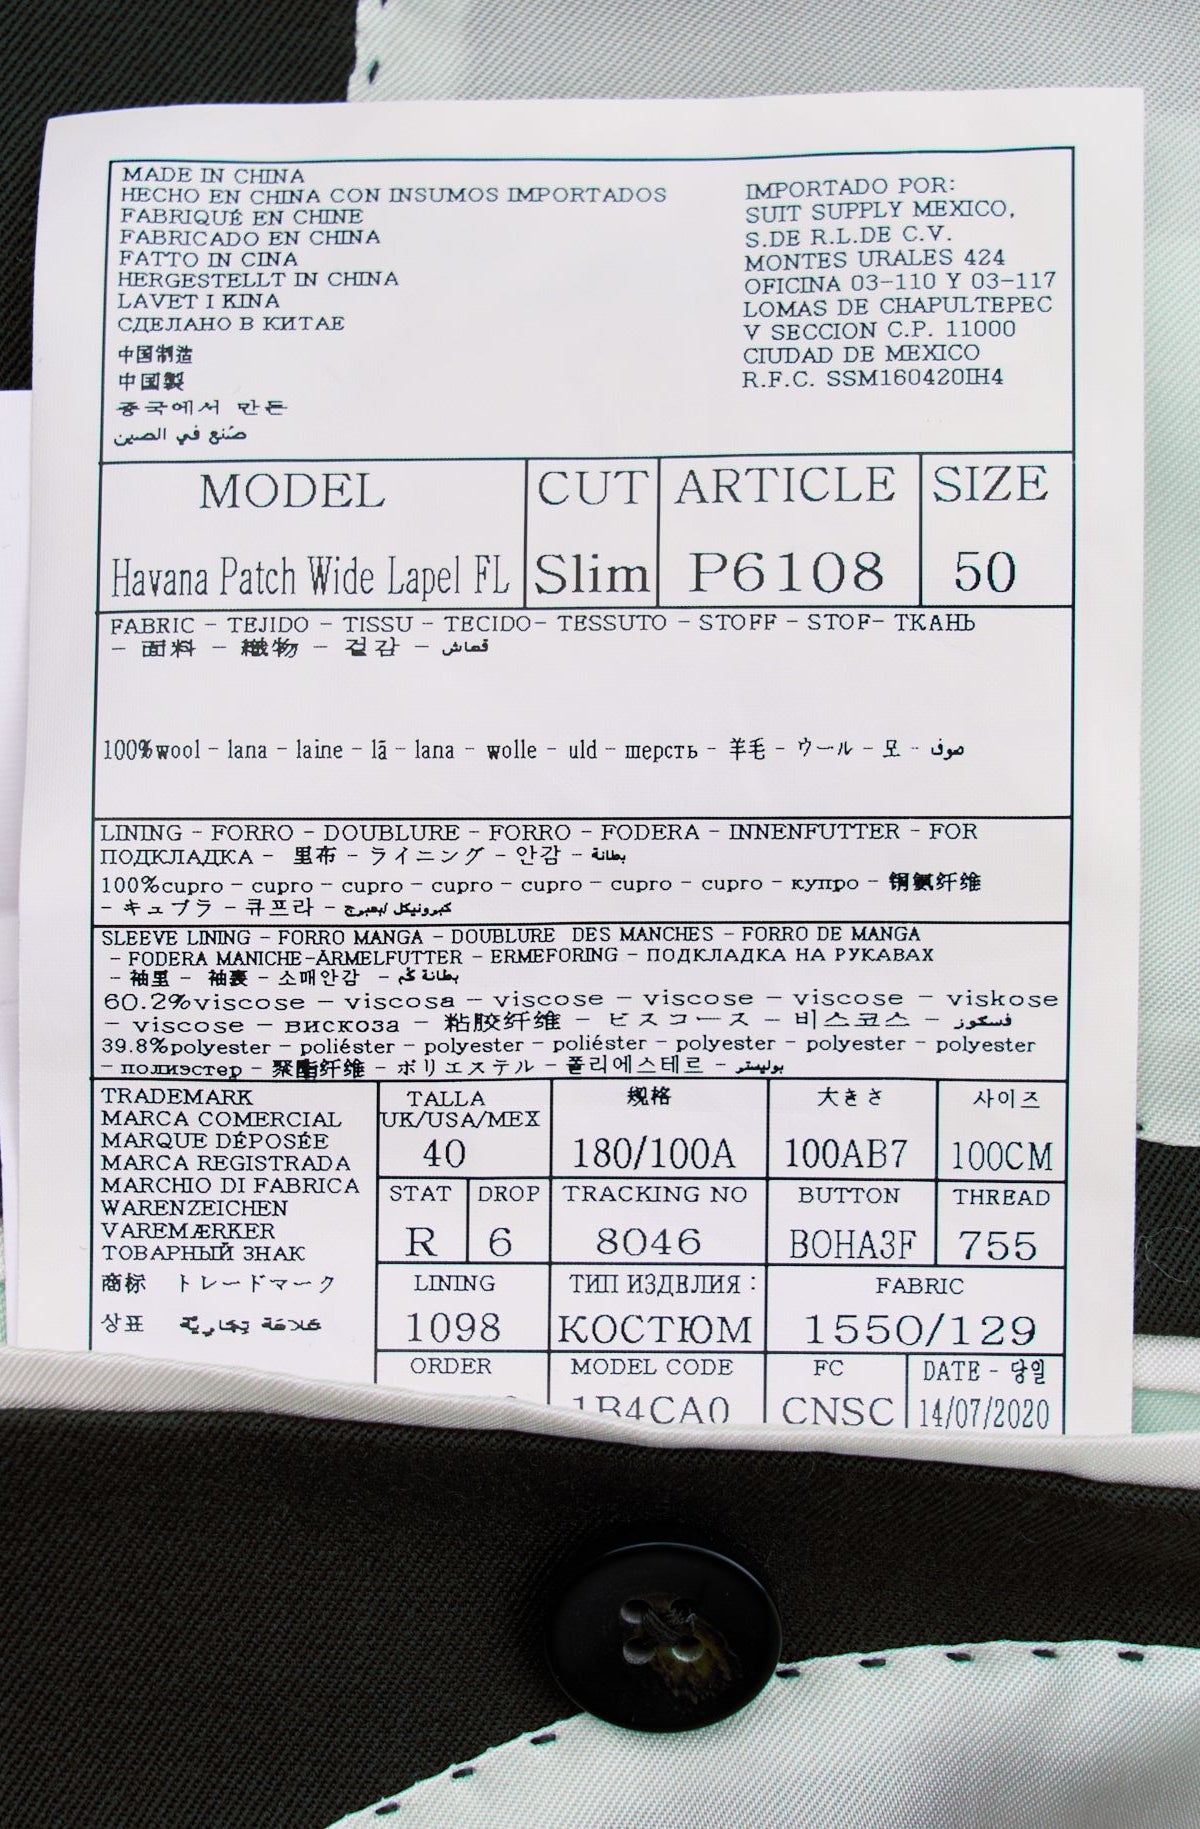 MADE IN CHINA
HECHO EN CHINA CON INSUMOS IMPORTADOS
FABRIQUÉ EN CHINE
FABRICADO EN CHINA
FATTO IN CINA
HERGESTELLT IN CHINA
LAVET I KINA
СДЕЛАНО В КИТАЕ
中国制造
中国製
중국에서 만든
صنع في الصين
IMPORTADO POR:
SUIT SUPPLY MEXICO,
S.DE R.L.DE C.V.
MONTES URALES 424
OFICINA 03-110 Y 03-117
LOMAS DE CHAPULTEPEC
V SECCION C.P. 11000
CIUDAD DE MEXICO
R.F.C. SSM160420IH4
MODEL CUT ARTICLE SIZE
Havana Patch Wide Lapel FL Slim P6108 50
FABRIC - TEJIDO - TISSU - TECIDO- TESSUTO - STOFF - STOF- ТКАНЬ
- 面料 - 織物 - 겉감 - قماش
100%wool - lana - laine - lã - lana - wolle - uld - шерсть - 羊毛 - ウール - 모 - صوف
LINING - FORRO - DOUBLURE - FORRO - FODERA - INNENFUTTER - FOR
ПОДКЛАДКА - 里布 - ライニング - 안감 - بطانة
100%cupro - cupro - cupro - cupro - cupro - cupro - cupro - купро - 铜氨纤维
- キュプラ - 큐프라 - كبرونيكل
SLEEVE LINING - FORRO MANGA - DOUBLURE DES MANCHES - FORRO DE MANGA
- FODERA MANICHE-ÄRMELFUTTER - ERMEFORING - ПОДКЛАДКА НА РУКАВАХ
- 袖里 - 袖裏 - 소매안감 - بطانة كم
60.2%viscose - viscosa - viscose - viscose - viscose - viskose
- viscose - вискоза - 粘胶纤维 - ビスコース - 비스코스 - فسكوز
39.8%polyester - poliéster - polyester - poliéster - polyester - polyester - polyester
- полиэстер - 聚酯纤维 - ポリエステル - 폴리에스테르 - بوليستر
TRADEMARK
MARCA COMERCIAL
MARQUE DÉPOSÉE
MARCA REGISTRADA
MARCHIO DI FABRICA
WARENZEICHEN
VAREMÆRKER
ТОВАРНЫЙ ЗНАК
商标 トレードマーク
상표 علامة تجارية
TALLA 规格 大きさ 사이즈
UK/USA/MEX
40 180/100A 100AB7 100CM
STAT DROP TRACKING NO BUTTON THREAD
R 6 8046 BOHA3F 755
LINING ТИП ИЗДЕЛИЯ : FABRIC
1098 КОСТЮМ 1550/129
ORDER MODEL CODE FC DATE - 당일
1B4CA0 CNSC 14/07/2020